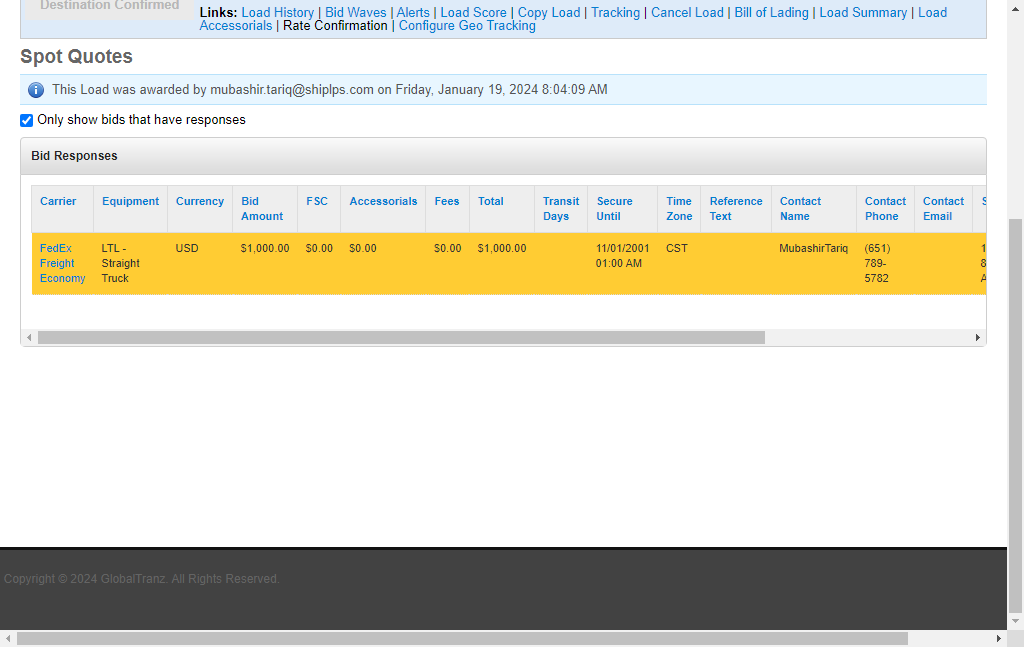 Destination Confirmed
Links: Load History | Bid Waves | Alerts | Load Score | Copy Load | Tracking | Cancel Load | Bill of Lading | Load Summary | Load
Accessorials | Rate Confirmation | Configure Geo Tracking
Spot Quotes
This Load was awarded by mubashir.tariq@shiplps.com on Friday, January 19, 2024 8:04:09 AM
Only show bids that have responses
Bid Responses
Carrier Equipment Currency Bid FSC Accessorials Fees Total Transit Secure Time Reference Contact Contact Contact S
Amount Days Until Zone Text Name Phone Email
FedEx LTL - USD $1,000.00 $0.00 $0.00 $0.00 $1,000.00 11/01/2001 CST MubashirTariq (651) 1
Freight Straight 01:00 AM 789- 8
Economy Truck 5782 A
Copyright © 2024 GlobalTranz. All Rights Reserved.